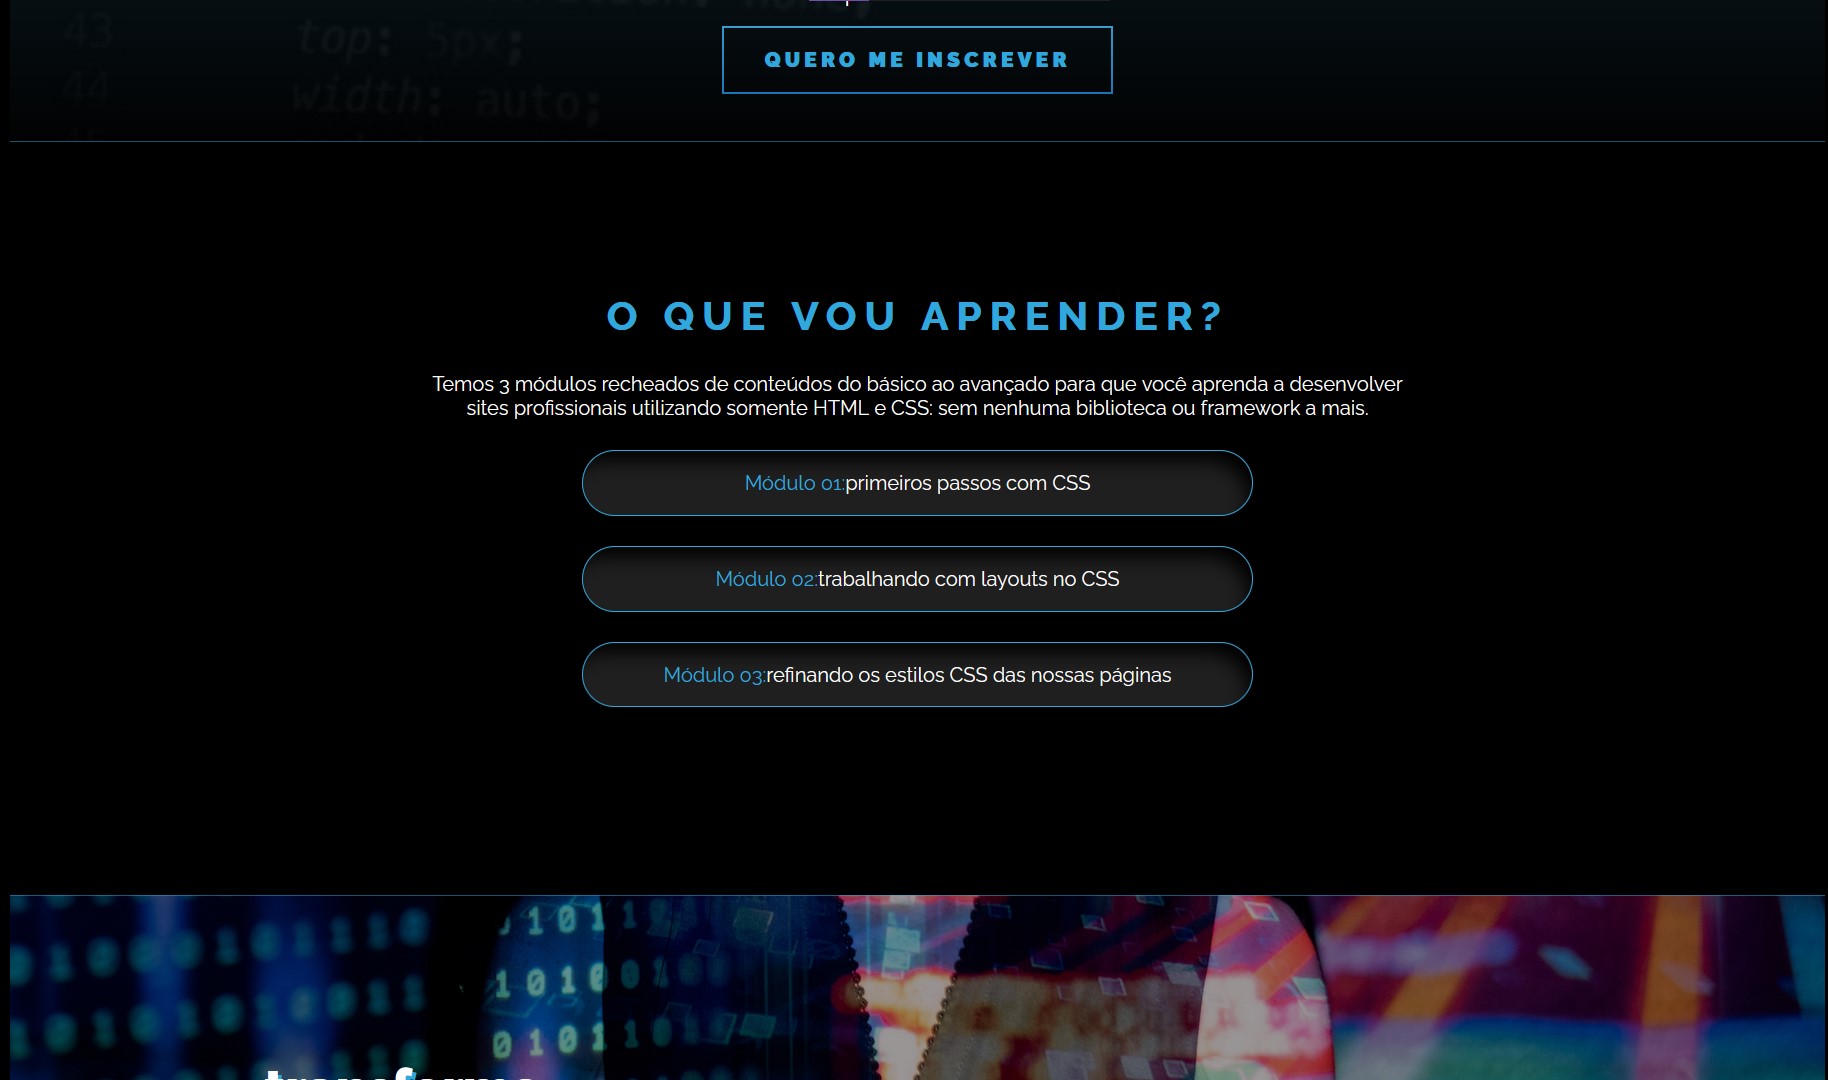 43
top: 5px;
44
width: auto;
QUERO ME INSCREVER
O QUE VOU APRENDER?
Temos 3 módulos recheados de conteúdos do básico ao avançado para que você aprenda a desenvolver
sites profissionais utilizando somente HTML e CSS: sem nenhuma biblioteca ou framework a mais.
Módulo 01:primeiros passos com CSS
Módulo 02:trabalhando com layouts no CSS
Módulo 03:refinando os estilos CSS das nossas páginas